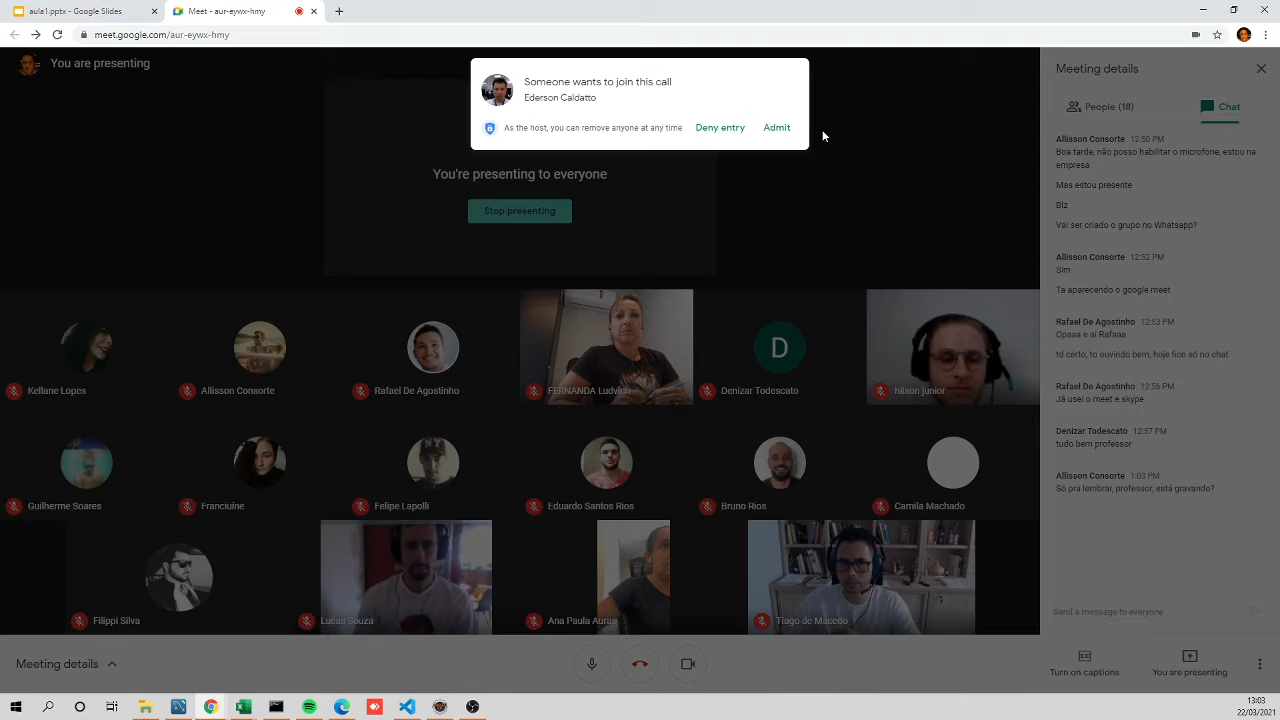 aula1.pptx - Google Slides
Meet - aur-eywx-hmy
meet.google.com/aur-eywx-hmy
You are presenting
Someone wants to join this call
Ederson Caldatto
As the host, you can remove anyone at any time
Deny entry
Admit
You're presenting to everyone
Stop presenting
Kellane Lopes
Allisson Consorte
Rafael De Agostinho
FERNANDA Ludvich
D
Denizar Todescato
hilson junior
Guilherme Soares
Franciuine
Felipe Lapolli
Eduardo Santos Rios
Bruno Rios
Camila Machado
Filippi Silva
Lucas Souza
Ana Paula Auras
Tiago de Macedo
Meeting details
People (18)
Chat
Allisson Consorte 12:50 PM
Boa tarde, não posso habilitar o microfone, estou na
empresa
Mas estou presente
Blz
Vai ser criado o grupo no Whatsapp?
Allisson Consorte 12:52 PM
Sim
Ta aparecendo o google meet
Rafael De Agostinho 12:53 PM
Opaaa e aí Rafaaa
td certo, to ouvindo bem, hoje fico só no chat
Rafael De Agostinho 12:56 PM
Já usei o meet e skype
Denizar Todescato 12:57 PM
tudo bem professor
Allisson Consorte 1:03 PM
Só pra lembrar, professor, está gravando?
Send a message to everyone
Meeting details
Turn on captions
You are presenting
13:03
22/03/2021